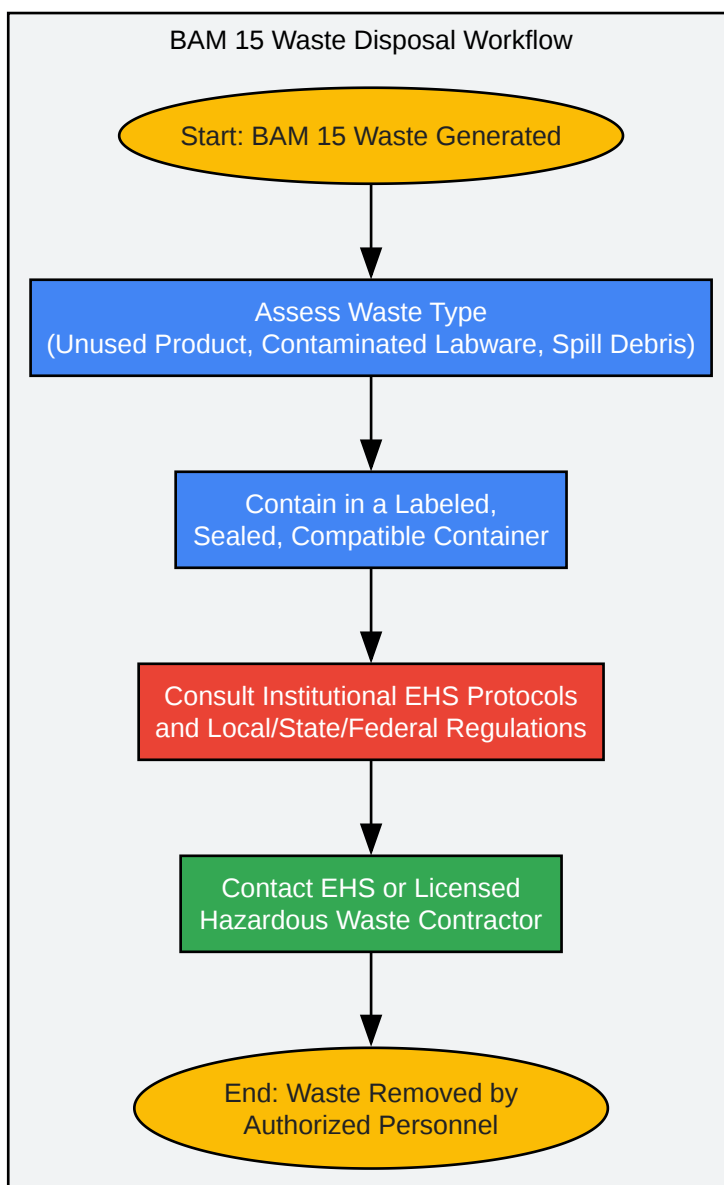 BAM 15 Waste Disposal Workflow
Start: BAM 15 Waste Generated
Assess Waste Type
(Unused Product, Contaminated Labware, Spill Debris)
Contain in a Labeled,
Sealed, Compatible Container
Consult Institutional EHS Protocols
and Local/State/Federal Regulations
Contact EHS or Licensed
Hazardous Waste Contractor
End: Waste Removed by
Authorized Personnel